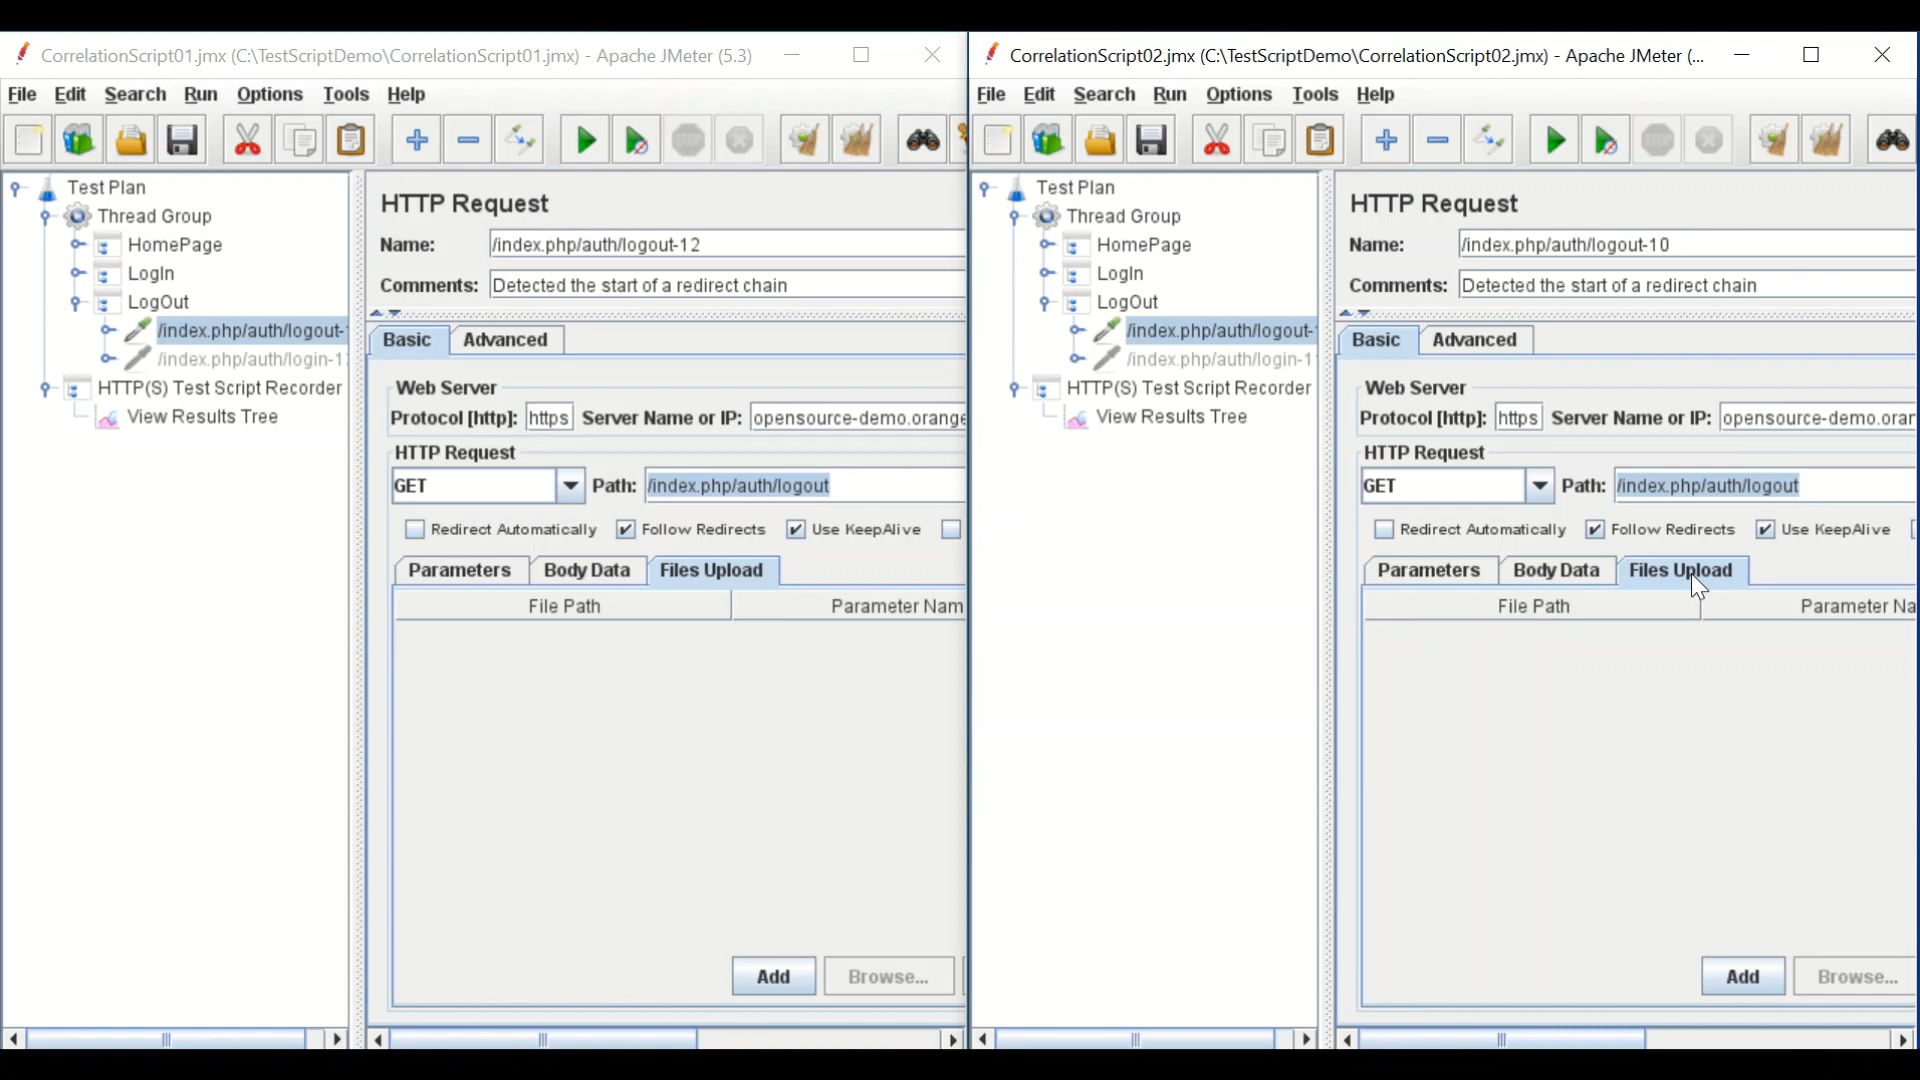 CorrelationScript01.jmx (C:\TestScriptDemo\CorrelationScript01.jmx) - Apache JMeter (5.3)
File Edit Search Run Options Tools Help
Test Plan
Thread Group
HomePage
LogIn
LogOut
/index.php/auth/logout-
/index.php/auth/login-1
HTTP(S) Test Script Recorder
View Results Tree
HTTP Request
Name: /index.php/auth/logout-12
Comments: Detected the start of a redirect chain
Basic Advanced
Web Server
Protocol [http]: https Server Name or IP: opensource-demo.orange
HTTP Request
GET Path: /index.php/auth/logout
Redirect Automatically Follow Redirects Use KeepAlive
Parameters Body Data Files Upload
File Path Parameter Nam
Add Browse...
CorrelationScript02.jmx (C:\TestScriptDemo\CorrelationScript02.jmx) - Apache JMeter (...
File Edit Search Run Options Tools Help
Test Plan
Thread Group
HomePage
LogIn
LogOut
/index.php/auth/logout-
/index.php/auth/login-1
HTTP(S) Test Script Recorder
View Results Tree
HTTP Request
Name: /index.php/auth/logout-10
Comments: Detected the start of a redirect chain
Basic Advanced
Web Server
Protocol [http]: https Server Name or IP: opensource-demo.oran
HTTP Request
GET Path: /index.php/auth/logout
Redirect Automatically Follow Redirects Use KeepAlive
Parameters Body Data Files Upload
File Path Parameter Na
Add Browse...